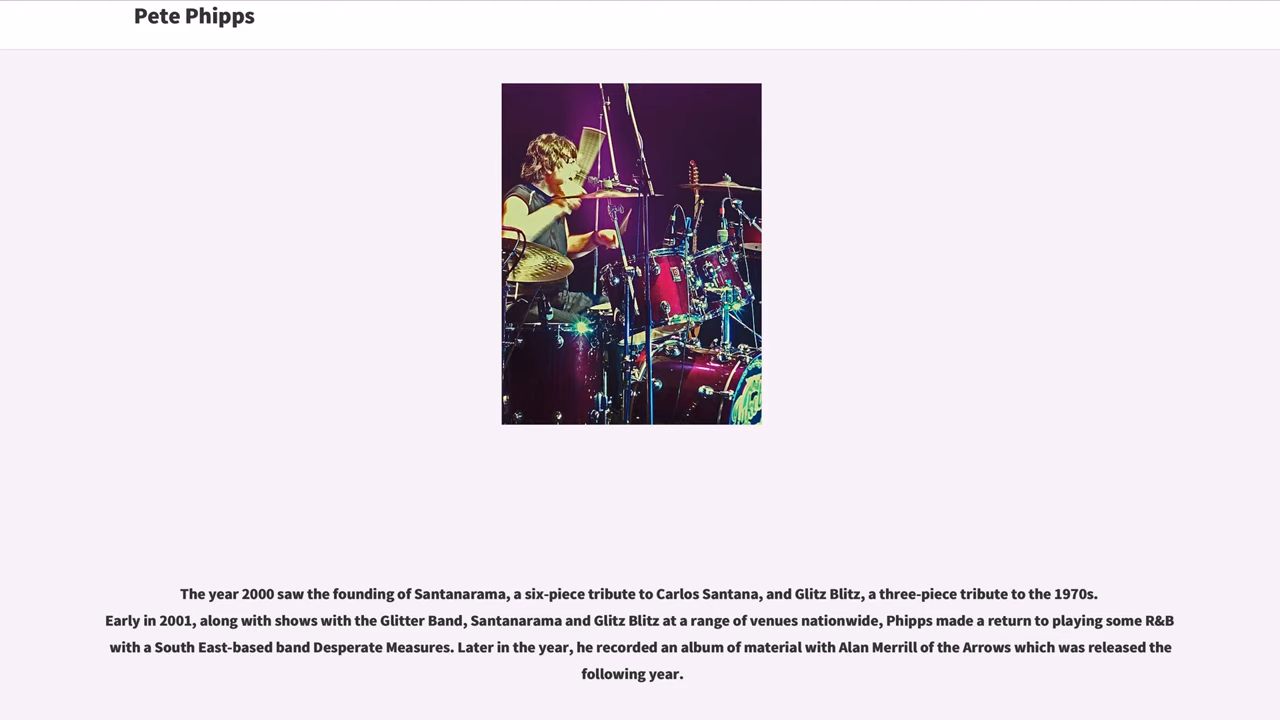 Pete Phipps
The year 2000 saw the founding of Santanarama, a six-piece tribute to Carlos Santana, and Glitz Blitz, a three-piece tribute to the 1970s.
Early in 2001, along with shows with the Glitter Band, Santanarama and Glitz Blitz at a range of venues nationwide, Phipps made a return to playing some R&B
with a South East-based band Desperate Measures. Later in the year, he recorded an album of material with Alan Merrill of the Arrows which was released the
following year.